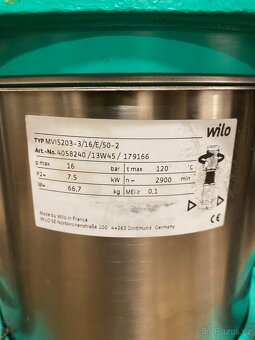 wilo
TYP MVIS203-3/16/E/50-2
Art.-No. 4058240 /13W45 / 179166
p max 16 bar t max 120 °C
P2= 7.5 kW n = 2900 min
M= 66.7 kg MEI≥ 0,1
Made by Wilo in France
WILO SE Nortkirchenstraße 100 44263 Dortmund Germany